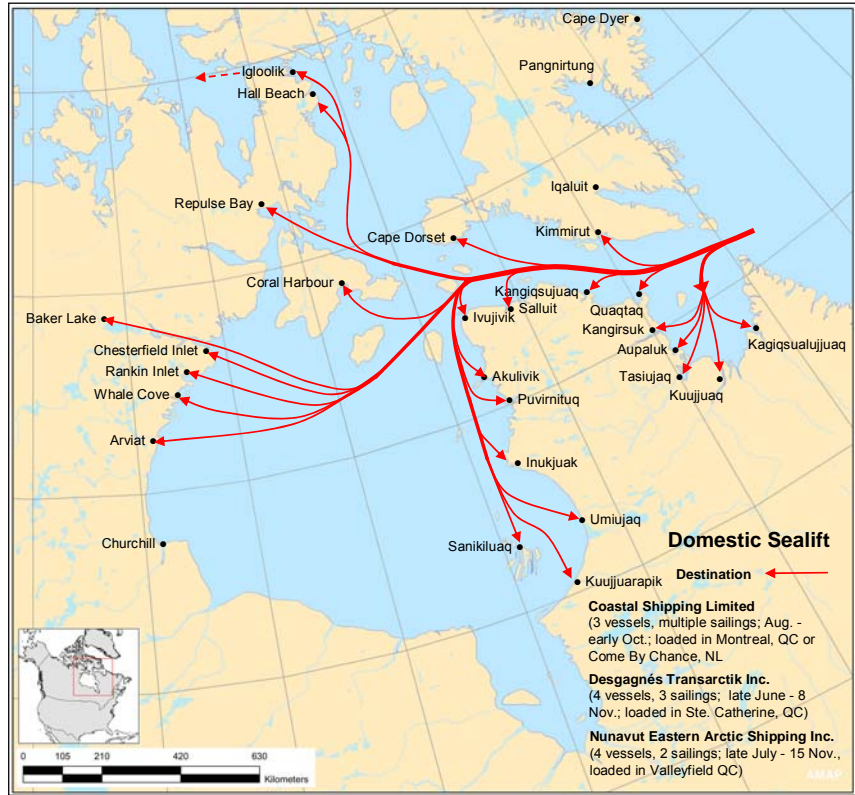 Cape Dyer
Pangnirtung
Igloolik
Hall Beach
Iqaluit
Repulse Bay
Kimmirut
Cape Dorset
Coral Harbour
Kangiqsujuaq
Salluit
Quaqtaq
Ivujivik
Baker Lake
Kangirsuk
Kagiqsualujjuaq
Chesterfield Inlet
Aupaluk
Rankin Inlet
Tasiujaq
Akulivik
Kuujjuaq
Whale Cove
Puvirnituq
Arviat
Inukjuak
Umiujaq
Churchill
Sanikiluaq
Kuujjuarapik
Domestic Sealift
Destination
Coastal Shipping Limited
(3 vessels, multiple sailings; Aug. -
early Oct.; loaded in Montreal, QC or
Come By Chance, NL
Desgagnés Transarctik Inc.
(4 vessels, 3 sailings; late June - 8
Nov.; loaded in Ste. Catherine, QC)
Nunavut Eastern Arctic Shipping Inc.
(4 vessels, 2 sailings; late July - 15 Nov.,
loaded in Valleyfield QC)
0 105 210 420 630
Kilometers
AMAP